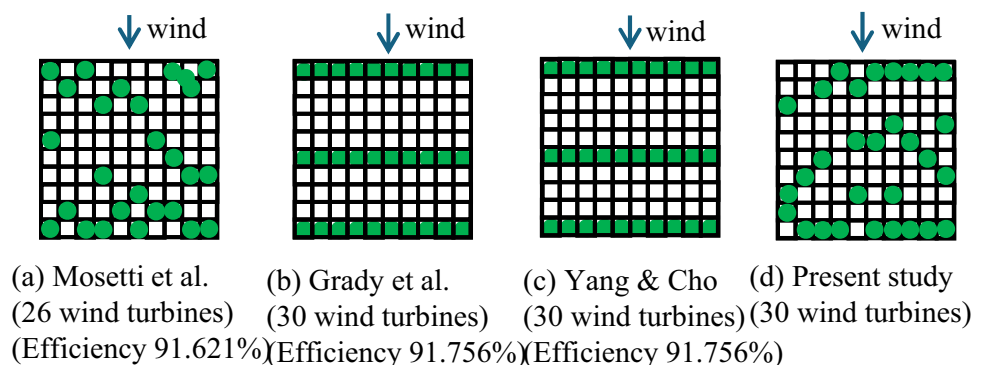 wind
wind
wind
wind
(a) Mosetti et al.
(26 wind turbines)
(Efficiency 91.621%)
(b) Grady et al.
(30 wind turbines)
(Efficiency 91.756%)
(c) Yang & Cho
(30 wind turbines)
(Efficiency 91.756%)
(d) Present study
(30 wind turbines)